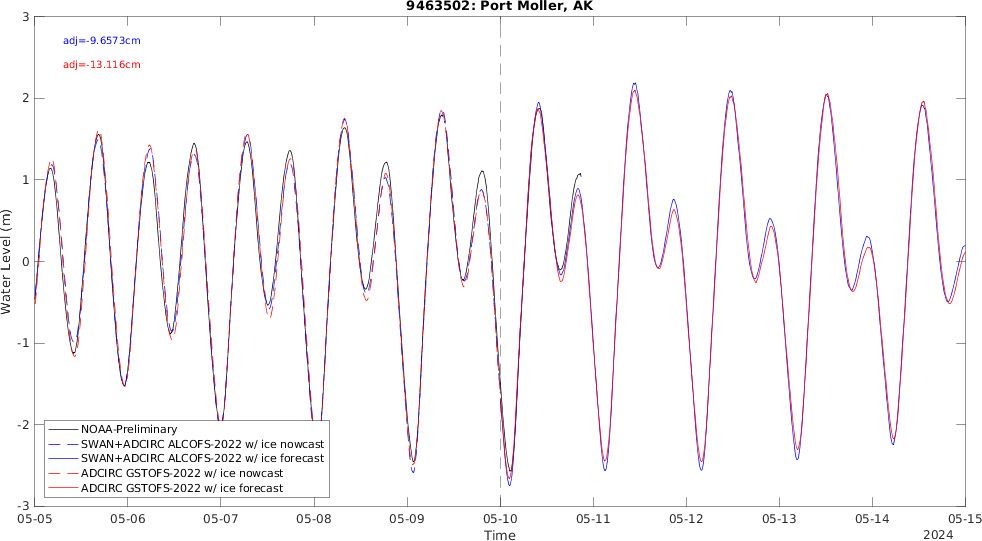 9463502: Port Moller, AK
adj=-9.6573cm
adj=-13.116cm
Water Level (m)
3
2
1
0
-1
-2
-3
NOAA-Preliminary
SWAN+ADCIRC ALCOFS-2022 w/ ice nowcast
SWAN+ADCIRC ALCOFS-2022 w/ ice forecast
ADCIRC GSTOFS-2022 w/ ice nowcast
ADCIRC GSTOFS-2022 w/ ice forecast
05-05 05-06 05-07 05-08 05-09 05-10 05-11 05-12 05-13 05-14 05-15
Time
2024